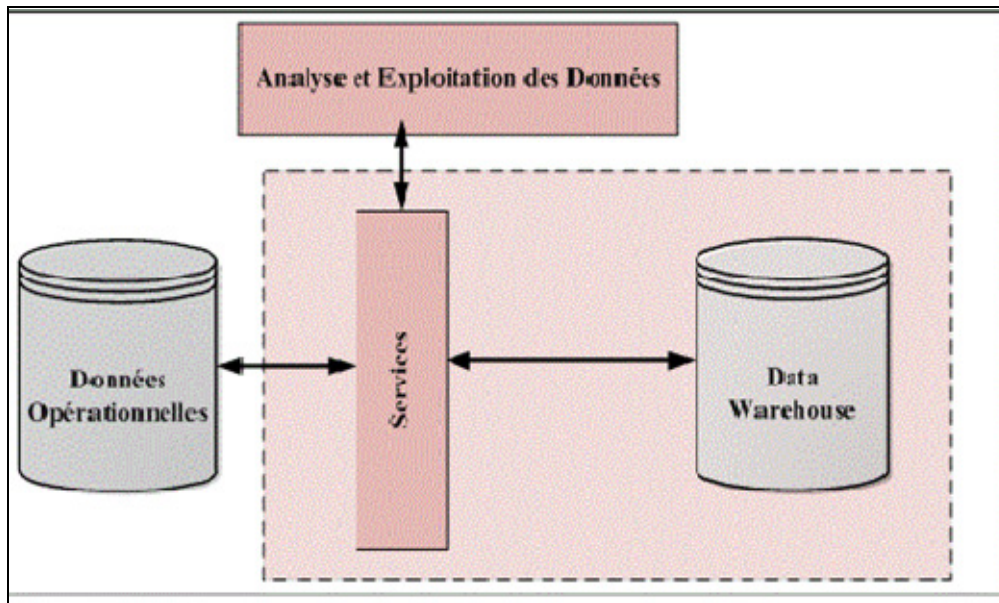 Analyse et Exploitation des Données
Données
Opérationnelles
Services
Data
Warehouse